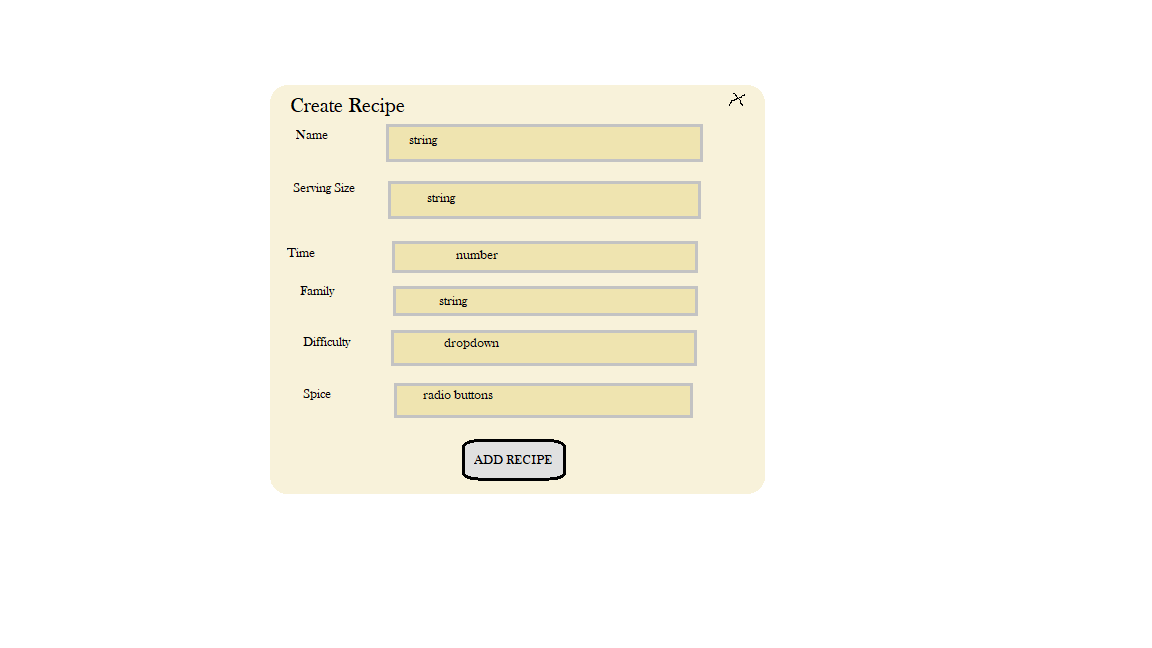 Create Recipe
Name string
Serving Size string
Time number
Family string
Difficulty dropdown
Spice radio buttons
ADD RECIPE